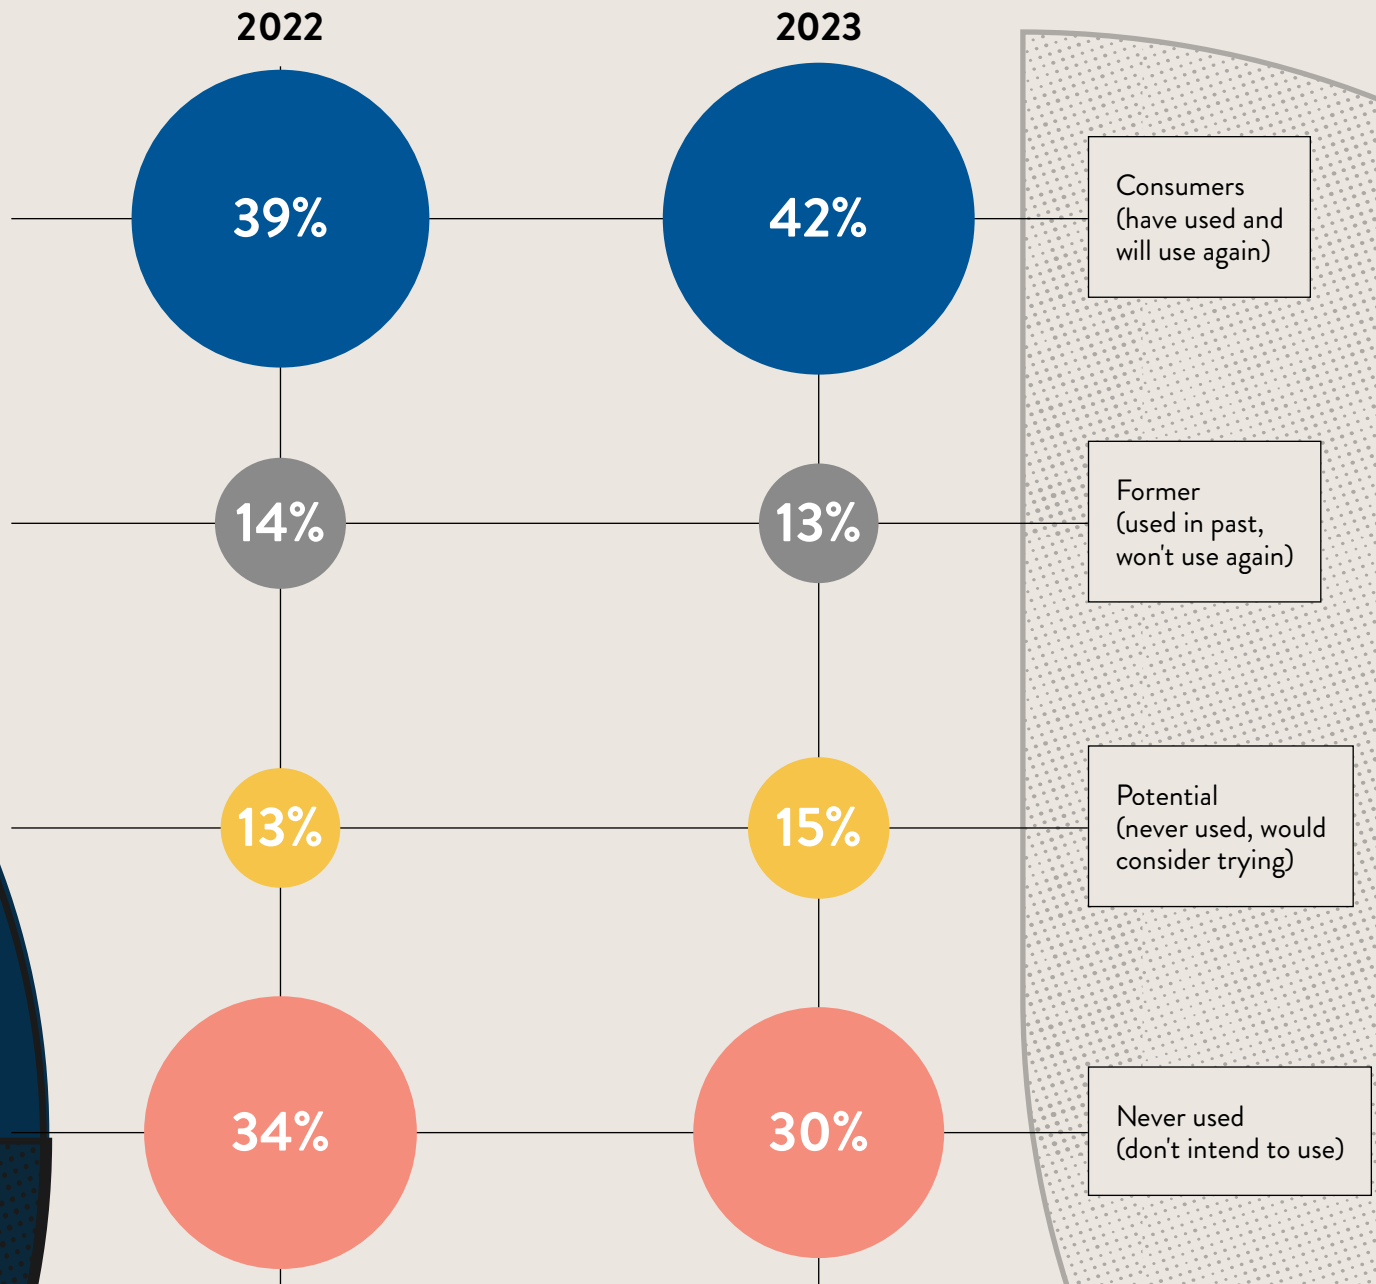 2022
2023
39%
42%
Consumers
(have used and
will use again)
14%
13%
Former
(used in past,
won't use again)
13%
15%
Potential
(never used, would
consider trying)
34%
30%
Never used
(don't intend to use)